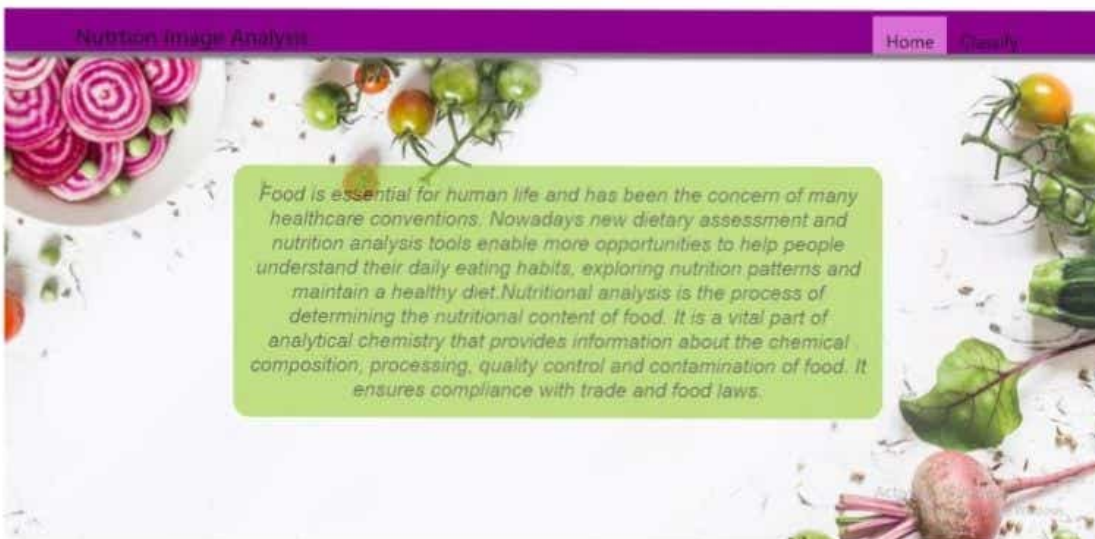 Nutrition Image Analysis
Home Classify
Food is essential for human life and has been the concern of many
healthcare conventions. Nowadays new dietary assessment and
nutrition analysis tools enable more opportunities to help people
understand their daily eating habits, exploring nutrition patterns and
maintain a healthy diet.Nutritional analysis is the process of
determining the nutritional content of food. It is a vital part of
analytical chemistry that provides information about the chemical
composition, processing, quality control and contamination of food. It
ensures compliance with trade and food laws.